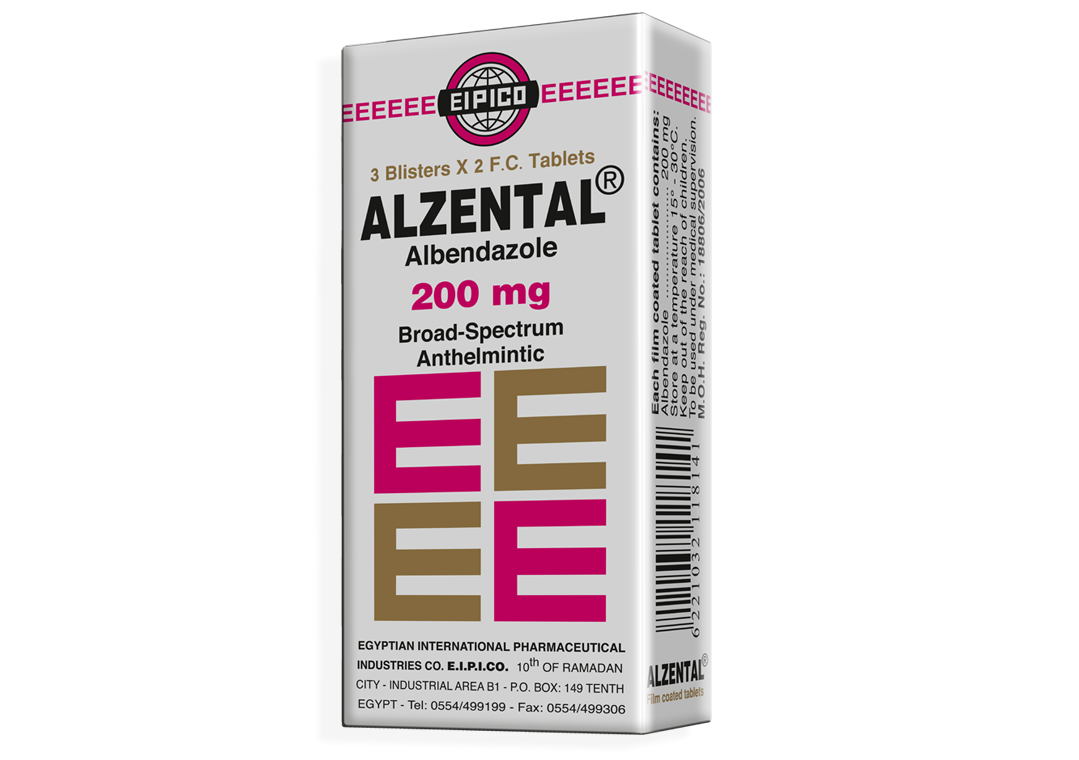 EEEEEE EIPICO EEEEEE
3 Blisters X 2 F.C. Tablets
ALZENTAL®
Albendazole
200 mg
Broad-Spectrum
Anthelmintic
E E
E E
EGYPTIAN INTERNATIONAL PHARMACEUTICAL
INDUSTRIES CO. E.I.P.I.CO. 10th OF RAMADAN
CITY - INDUSTRIAL AREA B1 - P.O. BOX: 149 TENTH
EGYPT - Tel: 0554/499199 - Fax: 0554/499306
EEEEEEEEE
Each film coated tablet contains:
Albendazole ........................ 200 mg
Store at a temperature 15° - 30°C.
Keep out of the reach of children.
To be used under medical supervision.
M.O.H. Reg. No.: 18806/2006
6 221032 118141
ALZENTAL®
Film coated tablets